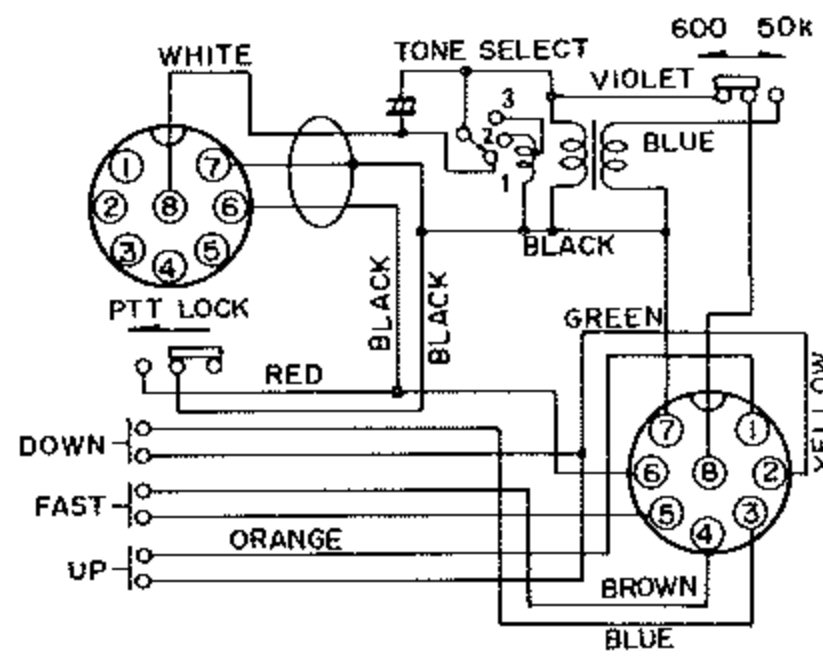 600 50K
WHITE
TONE SELECT
VIOLET
3
2
1
BLUE
1 7
2 8 6
3 4 5
BLACK
PTT LOCK
BLACK
BLACK
GREEN
RED
YELLOW
DOWN
7 1
6 8 2
5 4 3
FAST
ORANGE
UP
BROWN
BLUE